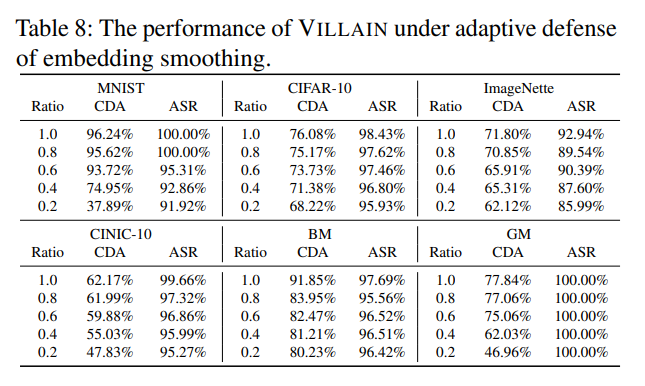 Table 8: The performance of VILLAIN under adaptive defense
of embedding smoothing.
MNIST CIFAR-10 ImageNette
Ratio CDA ASR Ratio CDA ASR Ratio CDA ASR
1.0 96.24% 100.00% 1.0 76.08% 98.43% 1.0 71.80% 92.94%
0.8 95.62% 100.00% 0.8 75.17% 97.62% 0.8 70.85% 89.54%
0.6 93.72% 95.31% 0.6 73.73% 97.46% 0.6 65.91% 90.39%
0.4 74.95% 92.86% 0.4 71.38% 96.80% 0.4 65.31% 87.60%
0.2 37.89% 91.92% 0.2 68.22% 95.93% 0.2 62.12% 85.99%
CINIC-10 BM GM
Ratio CDA ASR Ratio CDA ASR Ratio CDA ASR
1.0 62.17% 99.66% 1.0 91.85% 97.69% 1.0 77.84% 100.00%
0.8 61.99% 97.32% 0.8 83.95% 95.56% 0.8 77.06% 100.00%
0.6 59.88% 96.86% 0.6 82.47% 96.52% 0.6 75.06% 100.00%
0.4 55.03% 95.99% 0.4 81.21% 96.51% 0.4 62.03% 100.00%
0.2 47.83% 95.27% 0.2 80.23% 96.42% 0.2 46.96% 100.00%